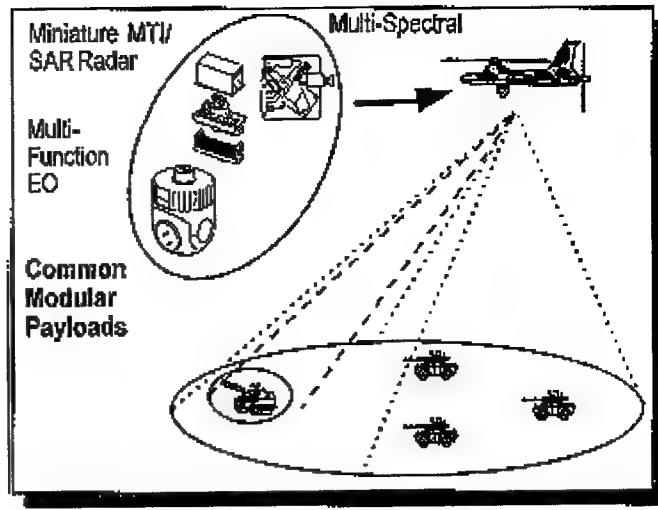 Miniature MTI/
SAR Radar
Multi-Spectral
Multi-
Function
EO
Common
Modular
Payloads